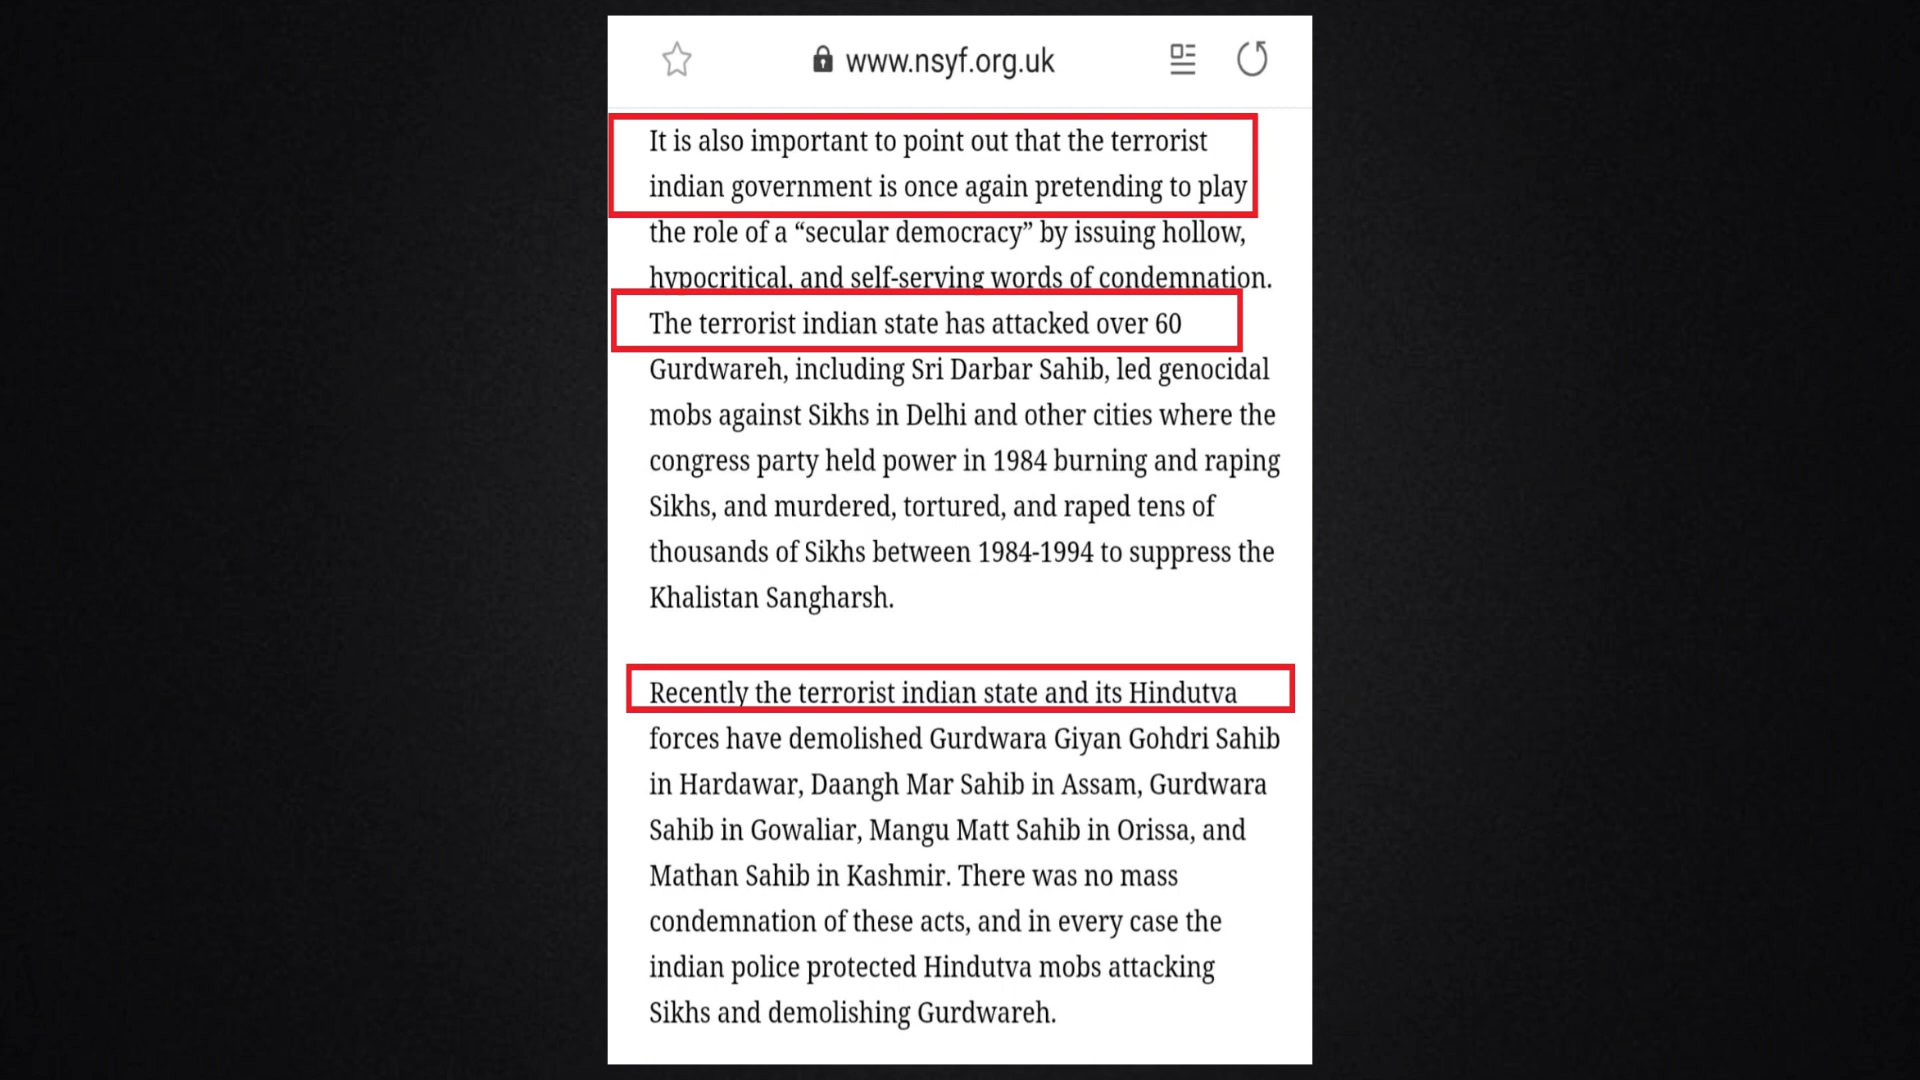 www.nsyf.org.uk
It is also important to point out that the terrorist
indian government is once again pretending to play
the role of a “secular democracy” by issuing hollow,
hypocritical, and self-serving words of condemnation.
The terrorist indian state has attacked over 60
Gurdwareh, including Sri Darbar Sahib, led genocidal
mobs against Sikhs in Delhi and other cities where the
congress party held power in 1984 burning and raping
Sikhs, and murdered, tortured, and raped tens of
thousands of Sikhs between 1984-1994 to suppress the
Khalistan Sangharsh.
Recently the terrorist indian state and its Hindutva
forces have demolished Gurdwara Giyan Gohdri Sahib
in Hardawar, Daangh Mar Sahib in Assam, Gurdwara
Sahib in Gowaliar, Mangu Matt Sahib in Orissa, and
Mathan Sahib in Kashmir. There was no mass
condemnation of these acts, and in every case the
indian police protected Hindutva mobs attacking
Sikhs and demolishing Gurdwareh.